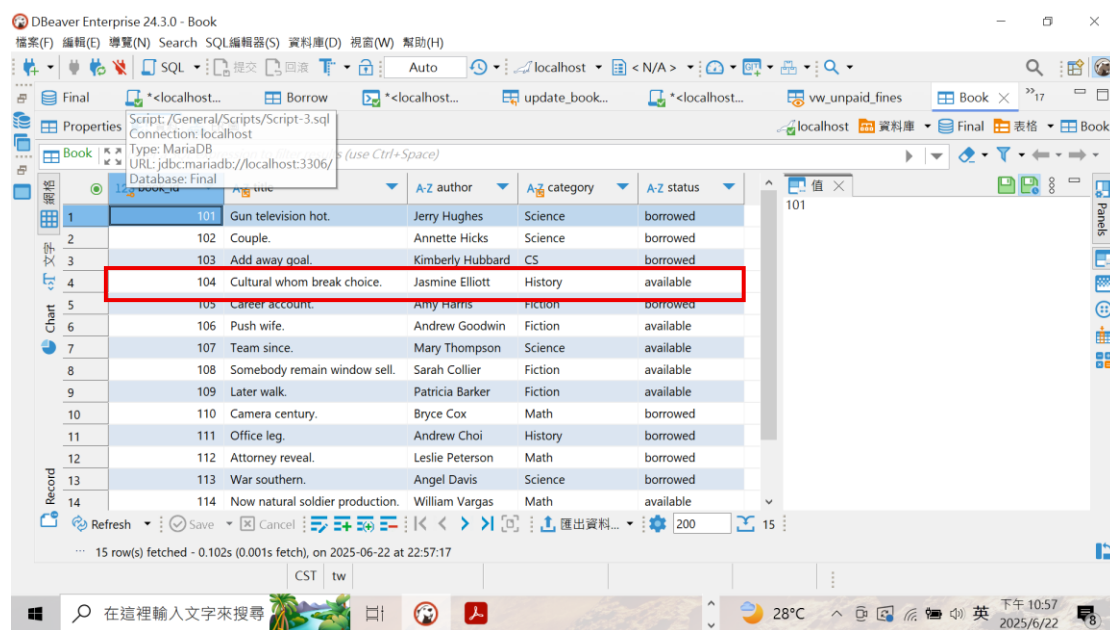 DBeaver Enterprise 24.3.0 - Book
檔案(F) 編輯(E) 導覽(N) Search SQL編輯器(S) 資料庫(D) 視窗(W) 幫助(H)
SQL 提交 回滾 Auto localhost < N/A >
Final *<localhost... Borrow *<localhost... update_book... *<localhost... vw_unpaid_fines Book 17
Properties localhost 資料庫 Final 表格 Book
Script: /General/Scripts/Script-3.sql
Connection: localhost
Type: MariaDB
URL: jdbc:mariadb://localhost:3306/
Database: Final
Book (use Ctrl+Space)
網格 123 book_id A-Z title A-Z author A-Z category A-Z status 值
1 101 Gun television hot. Jerry Hughes Science borrowed 101
2 102 Couple. Annette Hicks Science borrowed
文字 3 103 Add away goal. Kimberly Hubbard CS borrowed
4 104 Cultural whom break choice. Jasmine Elliott History available
5 105 Career account. Amy Harris Fiction borrowed
Chart 6 106 Push wife. Andrew Goodwin Fiction available
7 107 Team since. Mary Thompson Science available
8 108 Somebody remain window sell. Sarah Collier Fiction available
9 109 Later walk. Patricia Barker Fiction available
10 110 Camera century. Bryce Cox Math borrowed
11 111 Office leg. Andrew Choi History borrowed
12 112 Attorney reveal. Leslie Peterson Math borrowed
Record 13 113 War southern. Angel Davis Science borrowed
14 114 Now natural soldier production. William Vargas Math available
Panels
Refresh Save Cancel 匯出資料... 200 15
15 row(s) fetched - 0.102s (0.001s fetch), on 2025-06-22 at 22:57:17
CST tw
在這裡輸入文字來搜尋 28°C 英 下午 10:57
2025/6/22 8